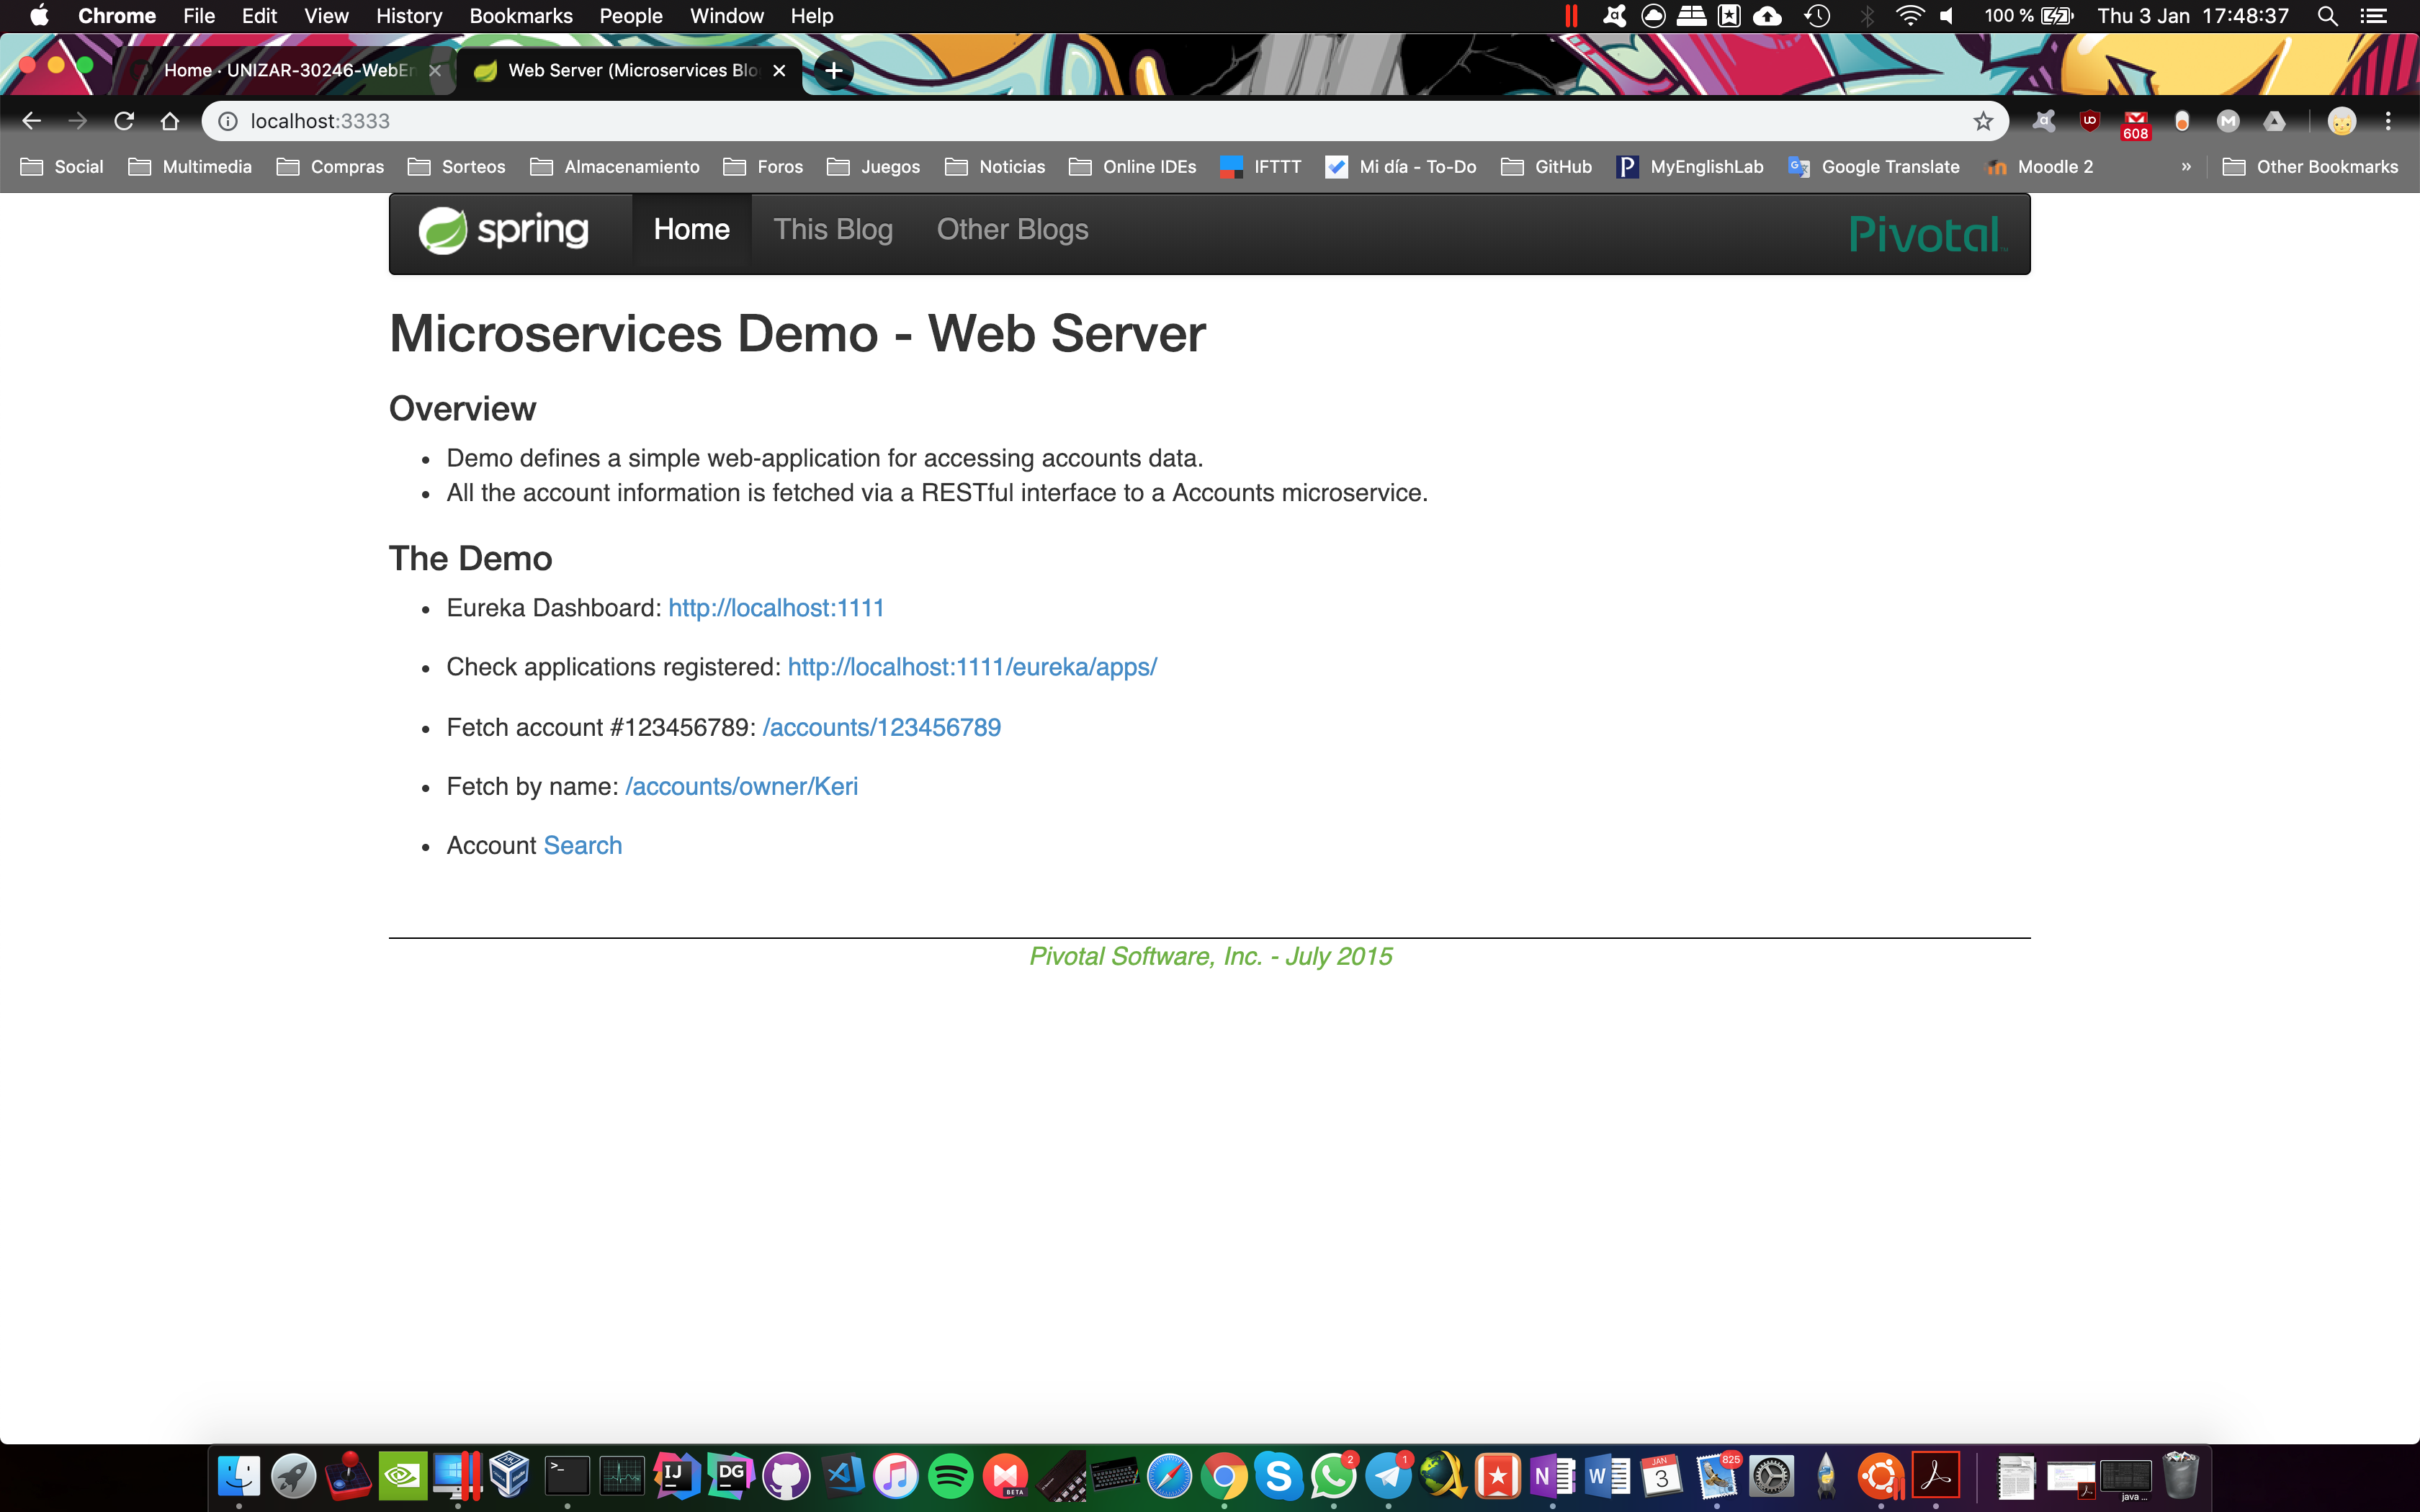 Chrome File Edit View History Bookmarks People Window Help 100 % Thu 3 Jan 17:48:37
Home · UNIZAR-30246-WebEn Web Server (Microservices Blo
localhost:3333
608
Social Multimedia Compras Sorteos Almacenamiento Foros Juegos Noticias Online IDEs IFTTT Mi día - To-Do GitHub MyEnglishLab Google Translate Moodle 2 » Other Bookmarks
spring Home This Blog Other Blogs Pivotal
Microservices Demo - Web Server
Overview
• Demo defines a simple web-application for accessing accounts data.
• All the account information is fetched via a RESTful interface to a Accounts microservice.
The Demo
• Eureka Dashboard: http://localhost:1111
• Check applications registered: http://localhost:1111/eureka/apps/
• Fetch account #123456789: /accounts/123456789
• Fetch by name: /accounts/owner/Keri
• Account Search
Pivotal Software, Inc. - July 2015
IJ DG BETA S 2 1 N W JAN 3 825 java ...